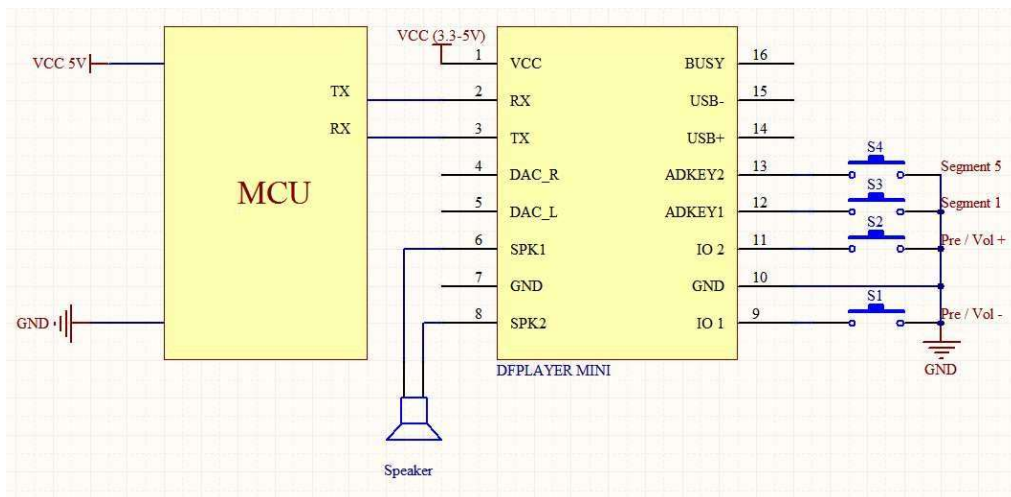 VCC (3.3-5V)
VCC 5V
TX
RX
MCU
GND
1 VCC
2 RX
3 TX
4 DAC_R
5 DAC_L
6 SPK1
7 GND
8 SPK2
BUSY 16
USB- 15
USB+ 14
ADKEY2 13
ADKEY1 12
IO 2 11
GND 10
IO 1 9
DFPLAYER MINI
S4
Segment 5
S3
Segment 1
S2
Pre / Vol +
S1
Pre / Vol -
GND
Speaker